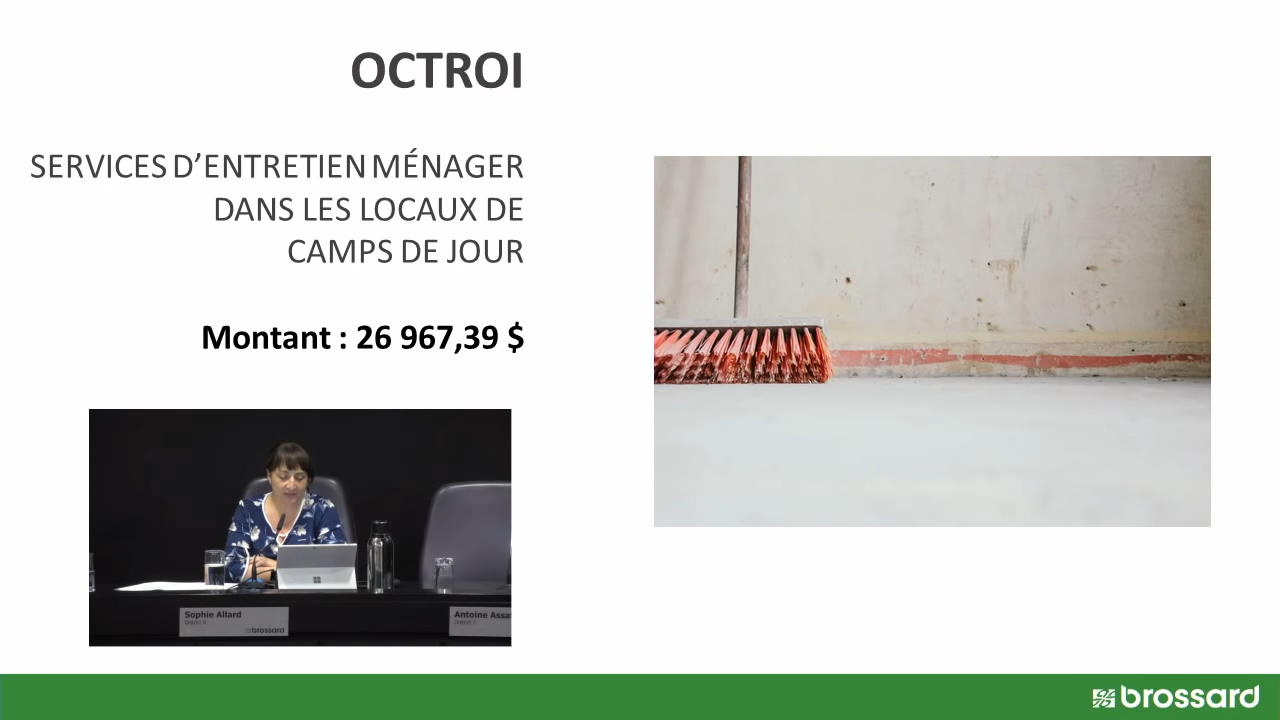 OCTROI
SERVICES D’ENTRETIEN MÉNAGER
DANS LES LOCAUX DE
CAMPS DE JOUR
Montant : 26 967,39 $
Sophie Allard
brossard
Antoine Assa
brossard